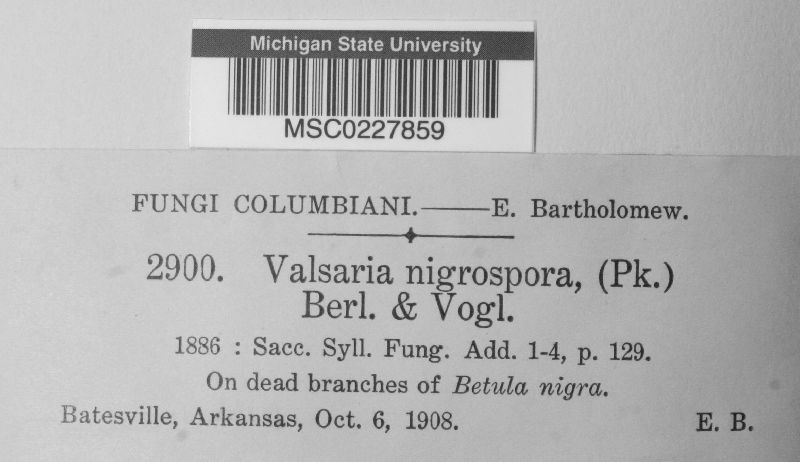 Michigan State University
MSC0227859
FUNGI COLUMBIANI.——E. Bartholomew.
2900. Valsaria nigrospora, (Pk.)
Berl. & Vogl.
1886 : Sacc. Syll. Fung. Add. 1-4, p. 129.
On dead branches of Betula nigra.
Batesville, Arkansas, Oct. 6, 1908. E. B.